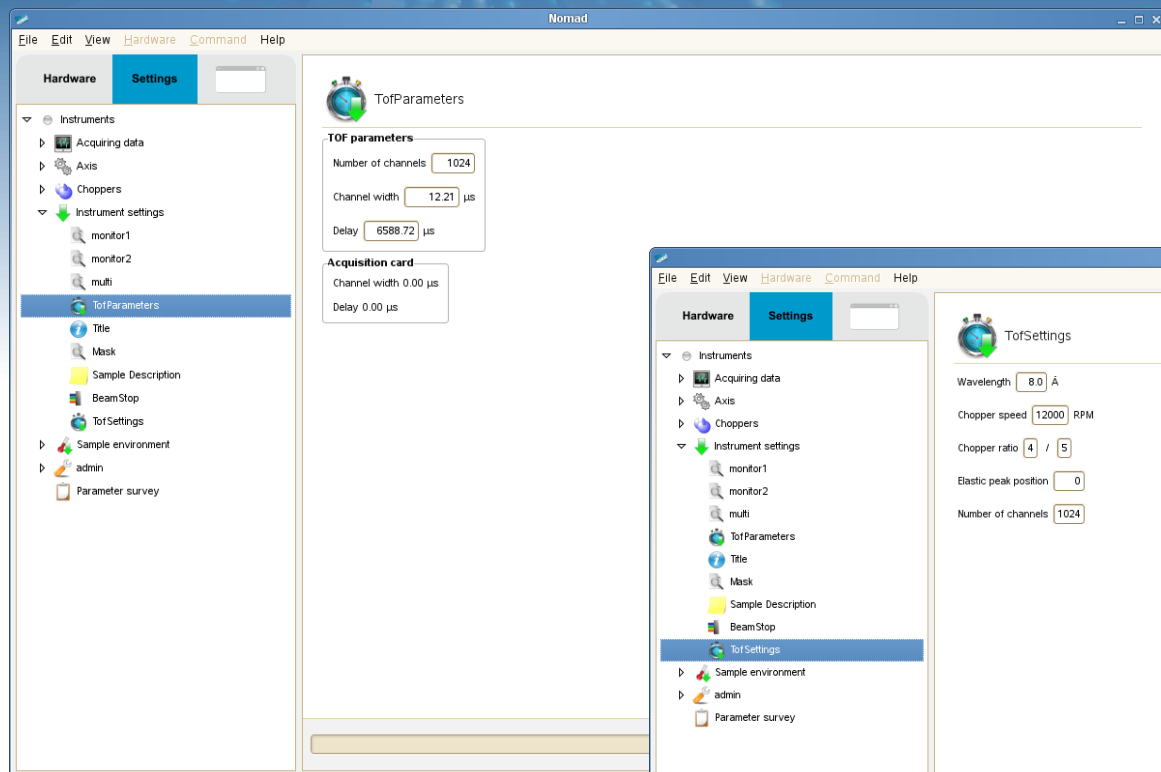 Nomad
File Edit View Hardware Command Help
Hardware Settings
Instruments
Acquiring data
Axis
Choppers
Instrument settings
monitor1
monitor2
multi
TofParameters
Title
Mask
Sample Description
BeamStop
TofSettings
Sample environment
admin
Parameter survey
TofParameters
TOF parameters
Number of channels 1024
Channel width 12.21 µs
Delay 6588.72 µs
Acquisition card
Channel width 0.00 µs
Delay 0.00 µs
File Edit View Hardware Command Help
Hardware Settings
Instruments
Acquiring data
Axis
Choppers
Instrument settings
monitor1
monitor2
multi
TofParameters
Title
Mask
Sample Description
BeamStop
TofSettings
Sample environment
admin
Parameter survey
TofSettings
Wavelength 8.0 Å
Chopper speed 12000 RPM
Chopper ratio 4 / 5
Elastic peak position 0
Number of channels 1024